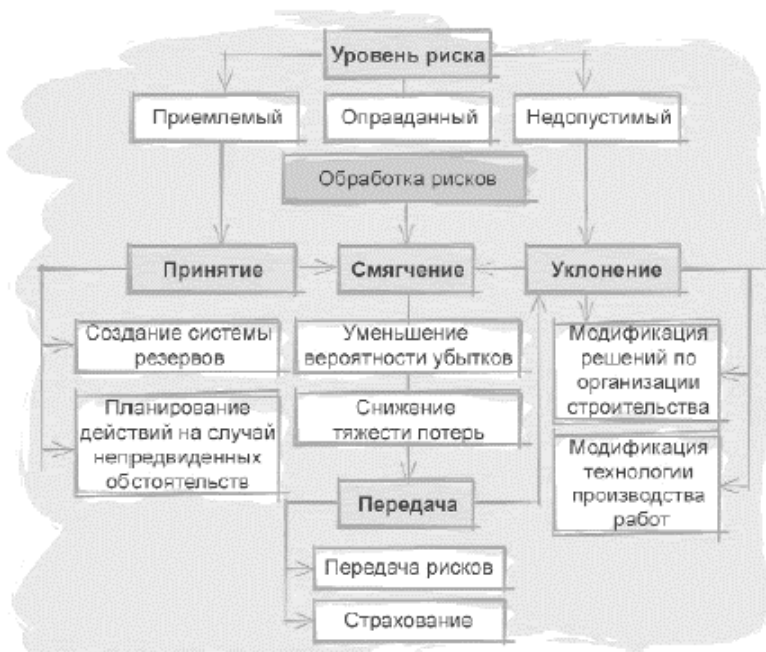 Уровень риска
Приемлемый
Оправданный
Недопустимый
Обработка рисков
Принятие
Смягчение
Уклонение
Создание системы
резервов
Планирование
действий на случай
непредвиденных
обстоятельств
Уменьшение
вероятности убытков
Снижение
тяжести потерь
Модификация
решений по
организации
строительства
Модификация
технологии
производства
работ
Передача
Передача рисков
Страхование